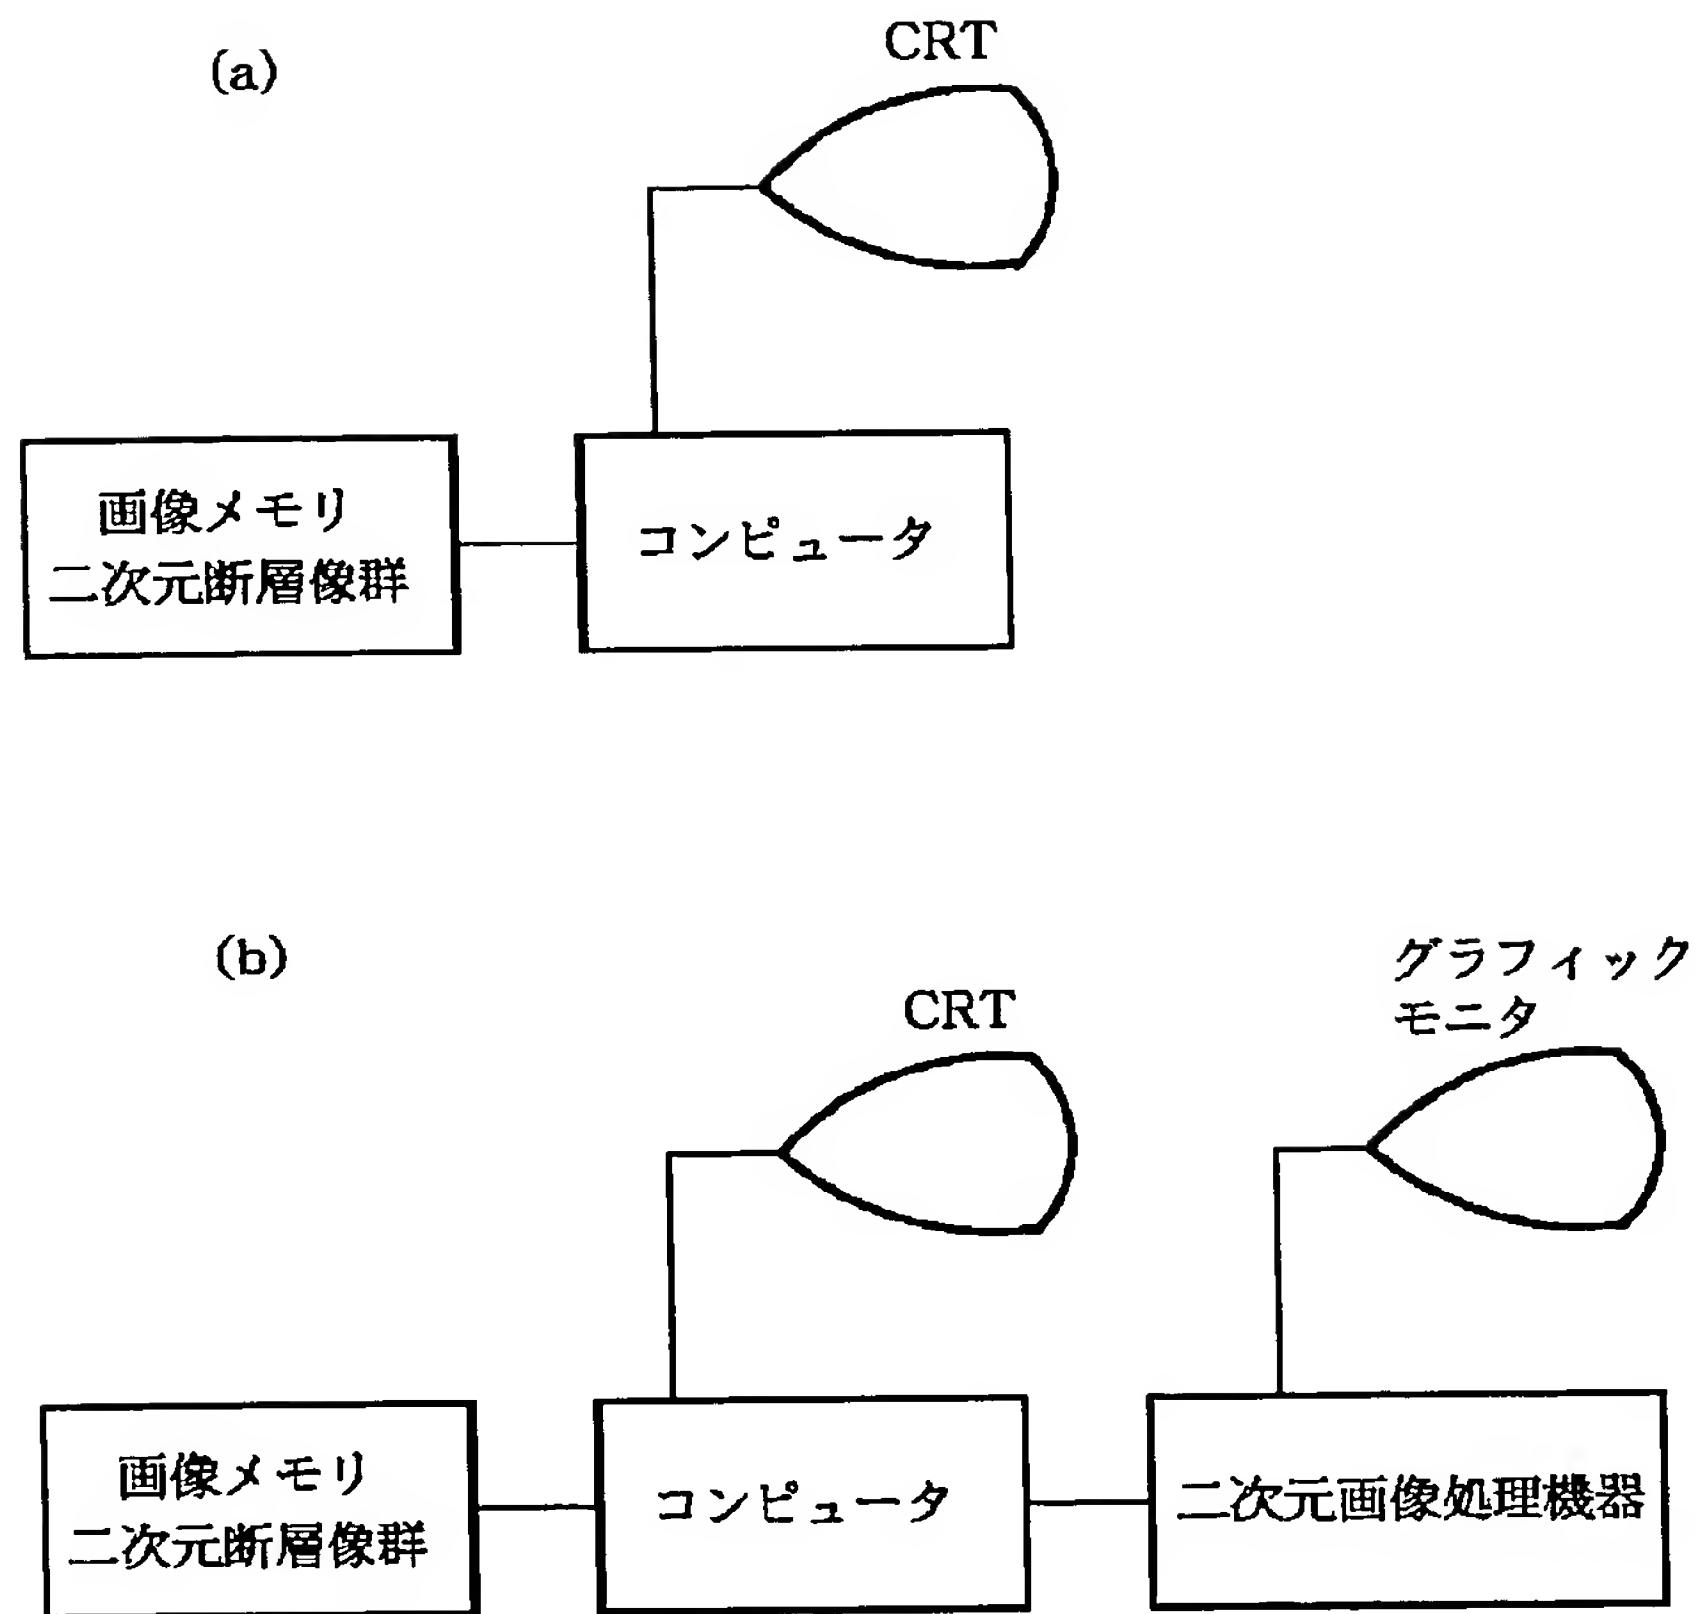 (a)
CRT
画像メモリ
二次元断層像群
コンピュータ
(b)
CRT
グラフィック
モニタ
画像メモリ
二次元断層像群
コンピュータ
二次元画像処理機器